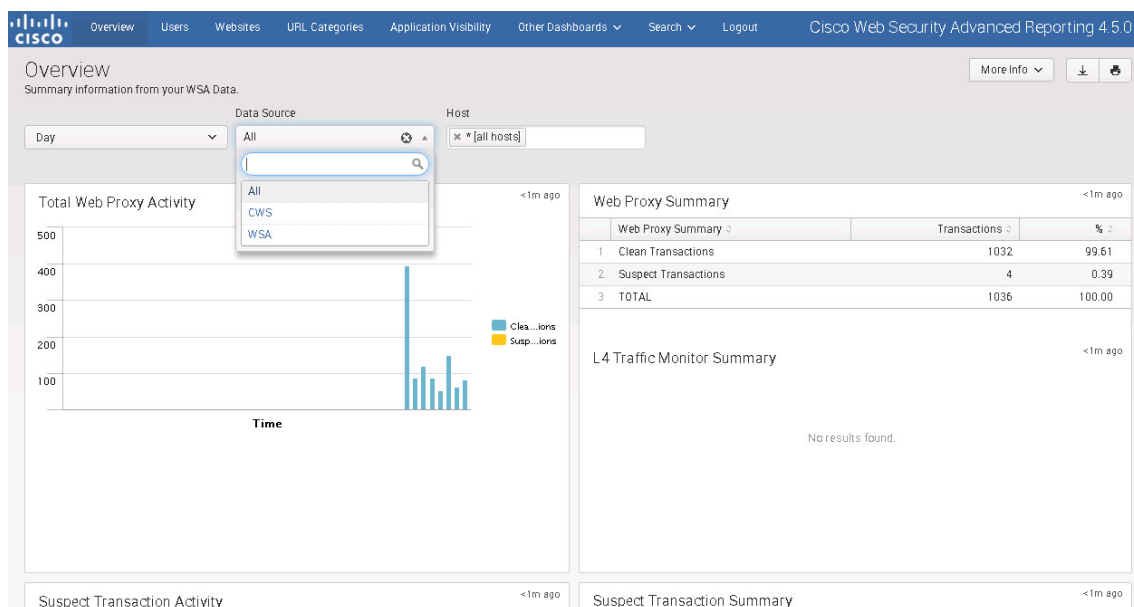 CISCO
Overview Users Websites URL Categories Application Visibility Other Dashboards Search Logout Cisco Web Security Advanced Reporting 4.5.0
Overview
Summary information from your WSA Data.
More Info
Data Source Host
Day All * [all hosts]
All
CWS
WSA
Total Web Proxy Activity <1m ago
500
400
300
200
100
Time
Clea...ions
Susp...ions
Web Proxy Summary <1m ago
Web Proxy Summary Transactions %
1 Clean Transactions 1032 99.61
2 Suspect Transactions 4 0.39
3 TOTAL 1036 100.00
L4 Traffic Monitor Summary <1m ago
No results found.
Suspect Transaction Activity <1m ago
Suspect Transaction Summary <1m ago